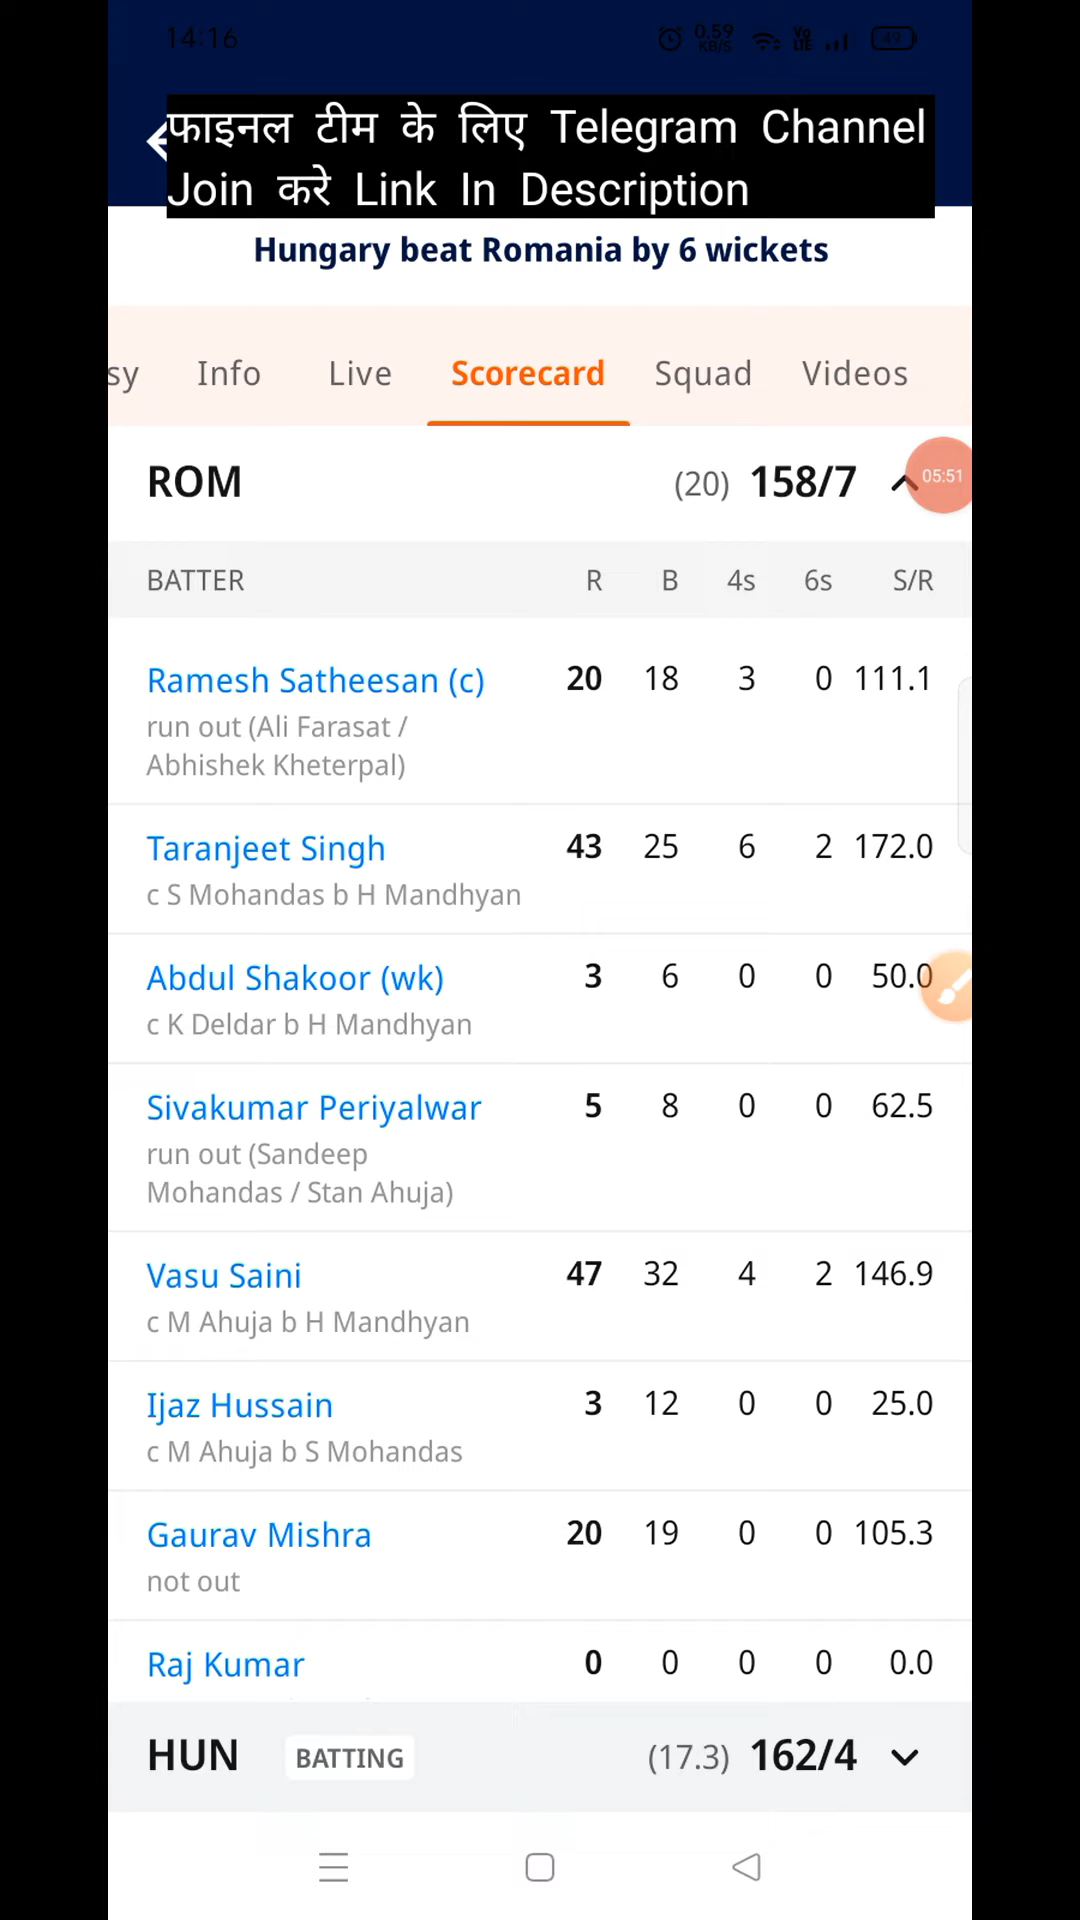 14:16 0.59 KB/S Vo LTE 49
फाइनल टीम के लिए Telegram Channel
Join करे Link In Description
Hungary beat Romania by 6 wickets
sy Info Live Scorecard Squad Videos
ROM (20) 158/7 05:51
BATTER R B 4s 6s S/R
Ramesh Satheesan (c) 20 18 3 0 111.1
run out (Ali Farasat /
Abhishek Kheterpal)
Taranjeet Singh 43 25 6 2 172.0
c S Mohandas b H Mandhyan
Abdul Shakoor (wk) 3 6 0 0 50.0
c K Deldar b H Mandhyan
Sivakumar Periyalwar 5 8 0 0 62.5
run out (Sandeep
Mohandas / Stan Ahuja)
Vasu Saini 47 32 4 2 146.9
c M Ahuja b H Mandhyan
Ijaz Hussain 3 12 0 0 25.0
c M Ahuja b S Mohandas
Gaurav Mishra 20 19 0 0 105.3
not out
Raj Kumar 0 0 0 0 0.0
HUN BATTING (17.3) 162/4